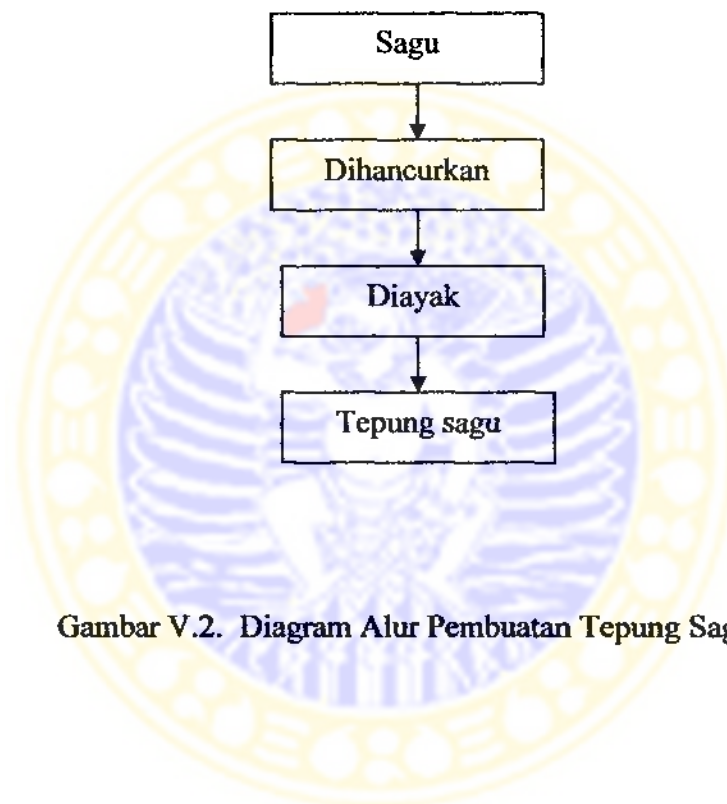 Sagu
Dihancurkan
Diayak
Tepung sagu
Gambar V.2. Diagram Alur Pembuatan Tepung Sag